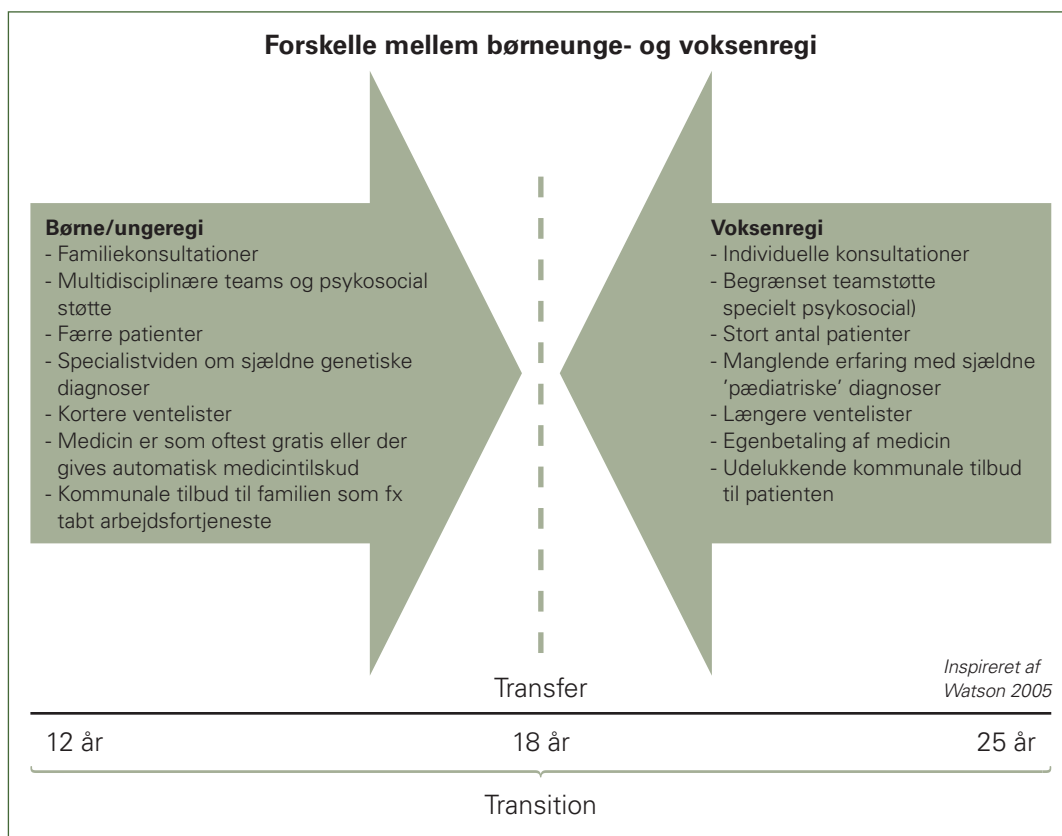 Forskelle mellem børneunge- og voksenregi
Børne/ungeregi
- Familiekonsultationer
- Multidisciplinære teams og psykosocial
støtte
- Færre patienter
- Specialistviden om sjældne genetiske
diagnoser
- Kortere ventelister
- Medicin er som oftest gratis eller der
gives automatisk medicintilskud
- Kommunale tilbud til familien som fx
tabt arbejdsfortjeneste
Voksenregi
- Individuelle konsultationer
- Begrænset teamstøtte
specielt psykosocial)
- Stort antal patienter
- Manglende erfaring med sjældne
'pædiatriske' diagnoser
- Længere ventelister
- Egenbetaling af medicin
- Udelukkende kommunale tilbud
til patienten
Inspireret af
Watson 2005
Transfer
12 år
18 år
25 år
Transition